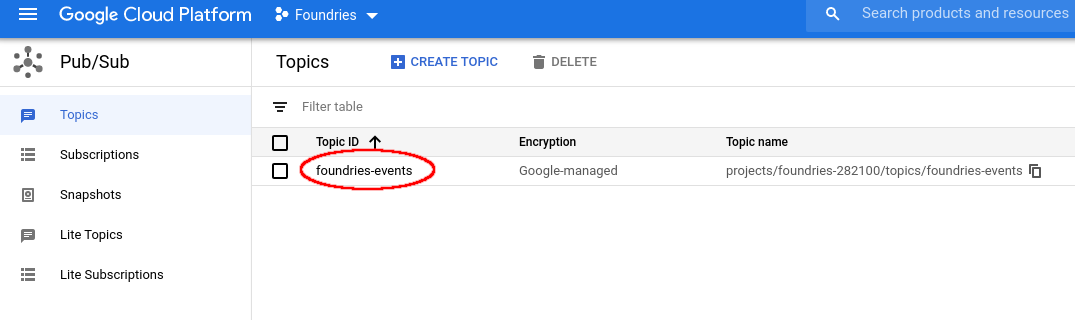 Google Cloud Platform Foundries Search products and resources
Pub/Sub Topics CREATE TOPIC DELETE
Topics
Subscriptions
Snapshots
Lite Topics
Lite Subscriptions
Filter table
Topic ID Encryption Topic name
foundries-events Google-managed projects/foundries-282100/topics/foundries-events